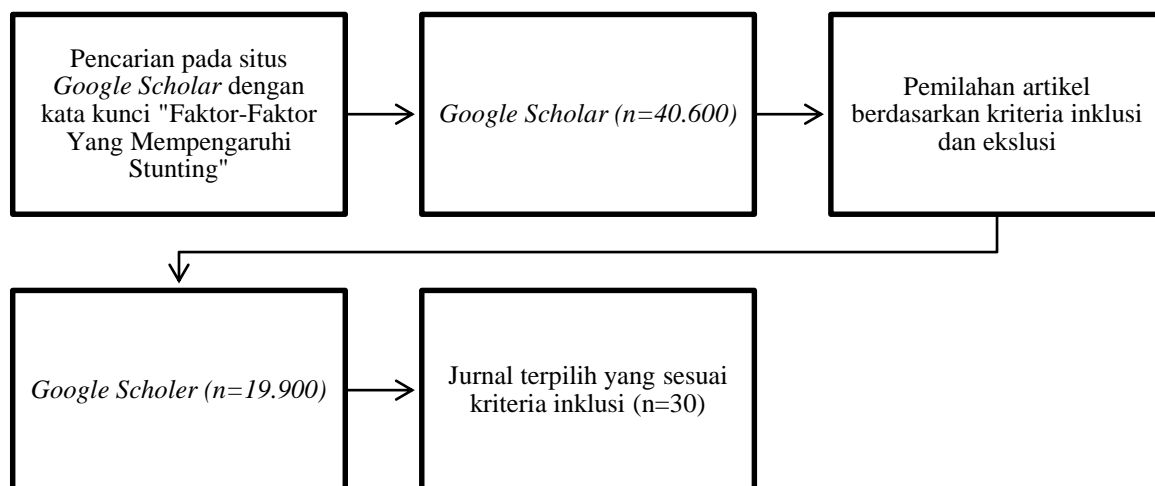 Pencarian pada situs
Google Scholar dengan
kata kunci "Faktor-Faktor
Yang Mempengaruhi
Stunting"
Google Scholar (n=40.600)
Pemilahan artikel
berdasarkan kriteria inklusi
dan ekslusi
Google Scholer (n=19.900)
Jurnal terpilih yang sesuai
kriteria inklusi (n=30)